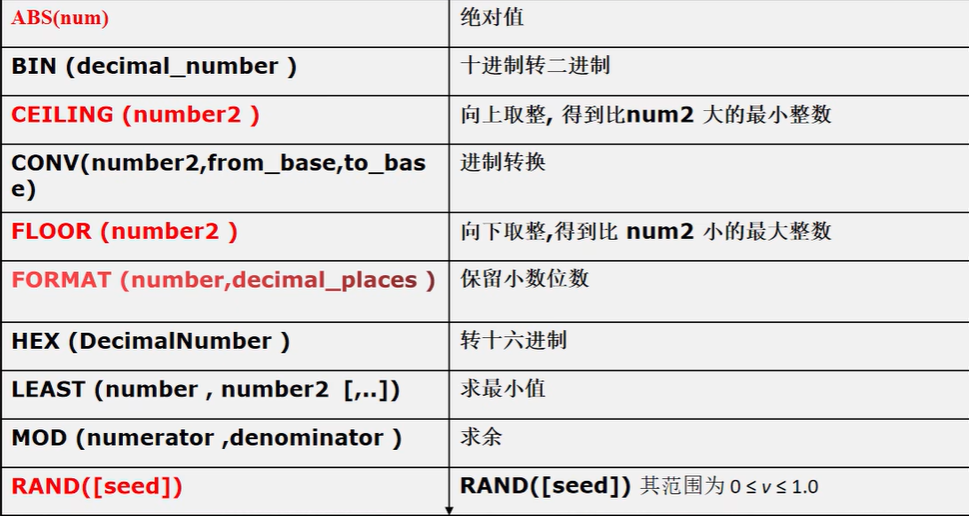 ABS(num)
绝对值
BIN (decimal_number )
十进制转二进制
CEILING (number2 )
向上取整, 得到比num2 大的最小整数
CONV(number2,from_base,to_bas
e)
进制转换
FLOOR (number2 )
向下取整,得到比 num2 小的最大整数
FORMAT (number,decimal_places )
保留小数位数
HEX (DecimalNumber )
转十六进制
LEAST (number , number2 [,..])
求最小值
MOD (numerator ,denominator )
求余
RAND([seed])
RAND([seed]) 其范围为 0 ≤ v ≤ 1.0